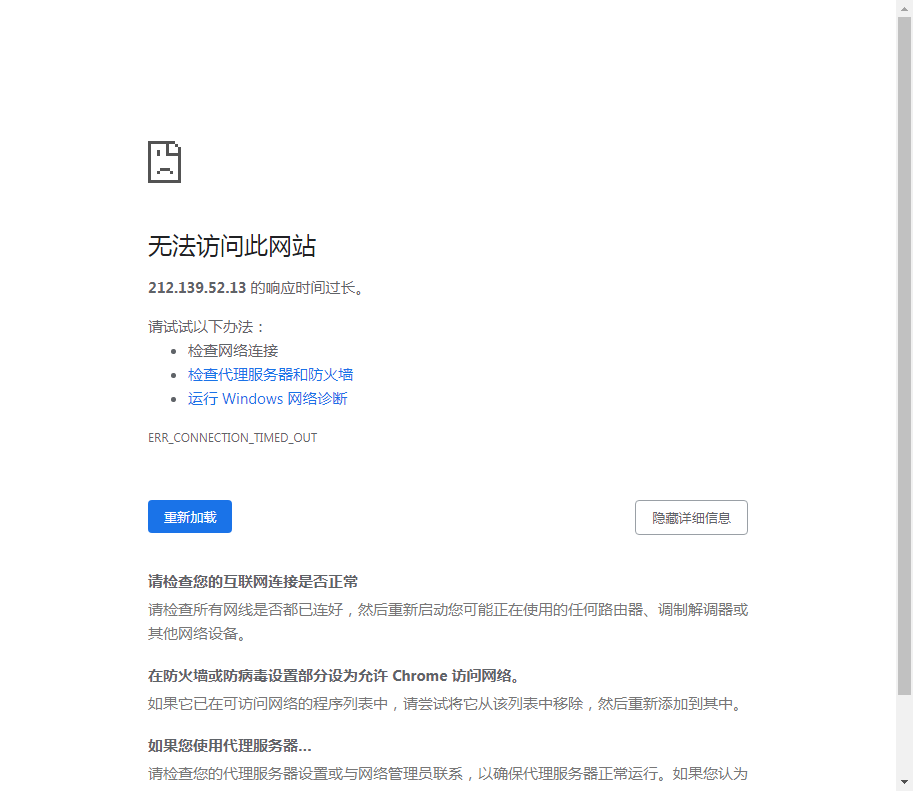 无法访问此网站
212.139.52.13 的响应时间过长。
请试试以下办法：
检查网络连接
检查代理服务器和防火墙
运行 Windows 网络诊断
ERR_CONNECTION_TIMED_OUT
重新加载
隐藏详细信息
请检查您的互联网连接是否正常
请检查所有网线是否都已连好，然后重新启动您可能正在使用的任何路由器、调制解调器或
其他网络设备。
在防火墙或防病毒设置部分设为允许 Chrome 访问网络。
如果它已在可访问网络的程序列表中，请尝试将它从该列表中移除，然后重新添加到其中。
如果您使用代理服务器...
请检查您的代理服务器设置或与网络管理员联系，以确保代理服务器正常运行。如果您认为